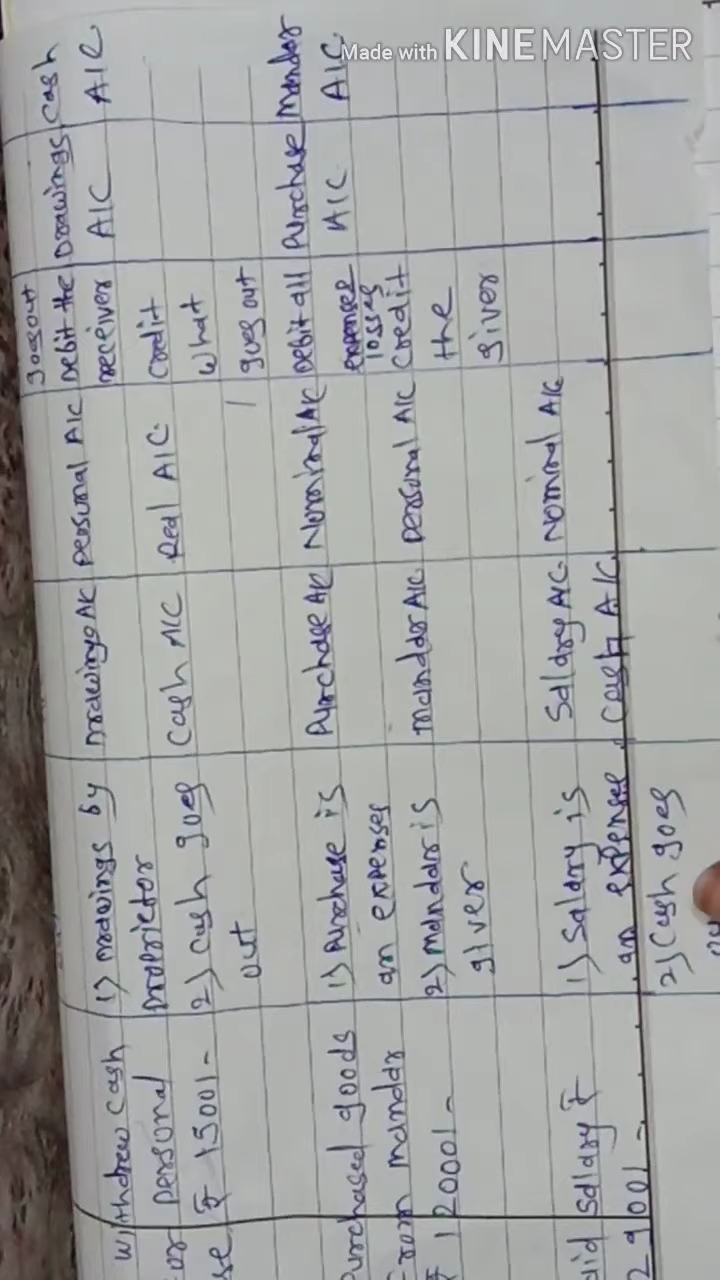 Made with KINEMASTER
withdrew cash
personal
₹ 1500/-
1) Drawings by
proprietor
2) Cash goes
out
Drawings A/C
Cash A/C
personal A/C
Real A/C
goes out
Debit the
receiver
Credit
what
goes out
Drawings
A/C
Cash
A/C
Purchased goods
From mandar
₹ 12000/-
1) Purchase is
an expenses
2) mandar is
giver
Purchase A/C
mandar A/C
Nominal A/C
personal A/C
Debit all
expenses
losses
credit
the
giver
Purchase
A/C
Mandar
A/C
salary ₹
2900/-
1) Salary is
an expenses
2) Cash goes
Salary A/C
Cash A/C
Nominal A/C